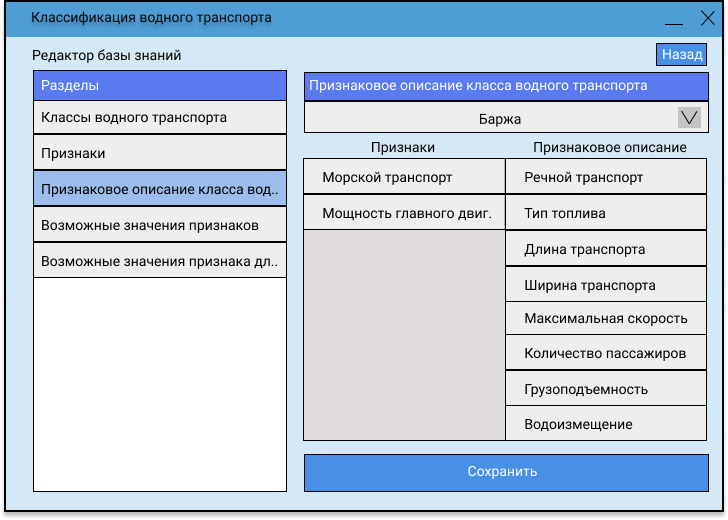 Классификация водного транспорта
Редактор базы знаний
Назад
Разделы
Классы водного транспорта
Признаки
Признаковое описание класса вод..
Возможные значения признаков
Возможные значения признака дл..
Признаковое описание класса водного транспорта
Баржа
Признаки
Признаковое описание
Морской транспорт
Речной транспорт
Мощность главного двиг.
Тип топлива
Длина транспорта
Ширина транспорта
Максимальная скорость
Количество пассажиров
Грузоподъемность
Водоизмещение
Сохранить